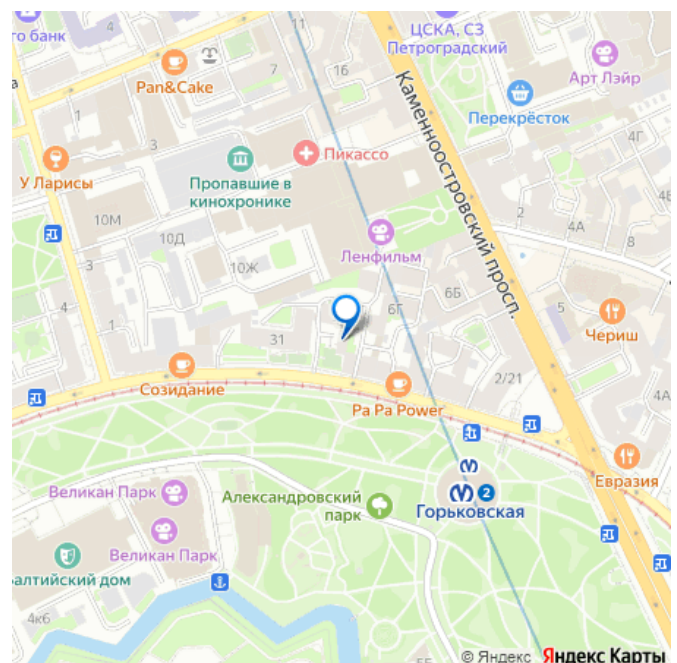 го банк
4
11
ЦСКА, СЗ
Петроградский
Pan&Cake
7
16
Арт Лэйр
Перекрёсток
Каменноостровский просп.
1
4Г
У Ларисы
Пикассо
Пропавшие в
кинохронике
4Б
10М
2
4А
8
10Д
3
Ленфильм
10Ж
6Б
4
6Г
5
1
31
Чериш
2/21
Созидание
Pa Pa Power
4А
Евразия
Великан Парк
Александровский
парк
2
Горьковская
Великан Парк
алтийский дом
4к6
© Яндекс Яндекс Карты